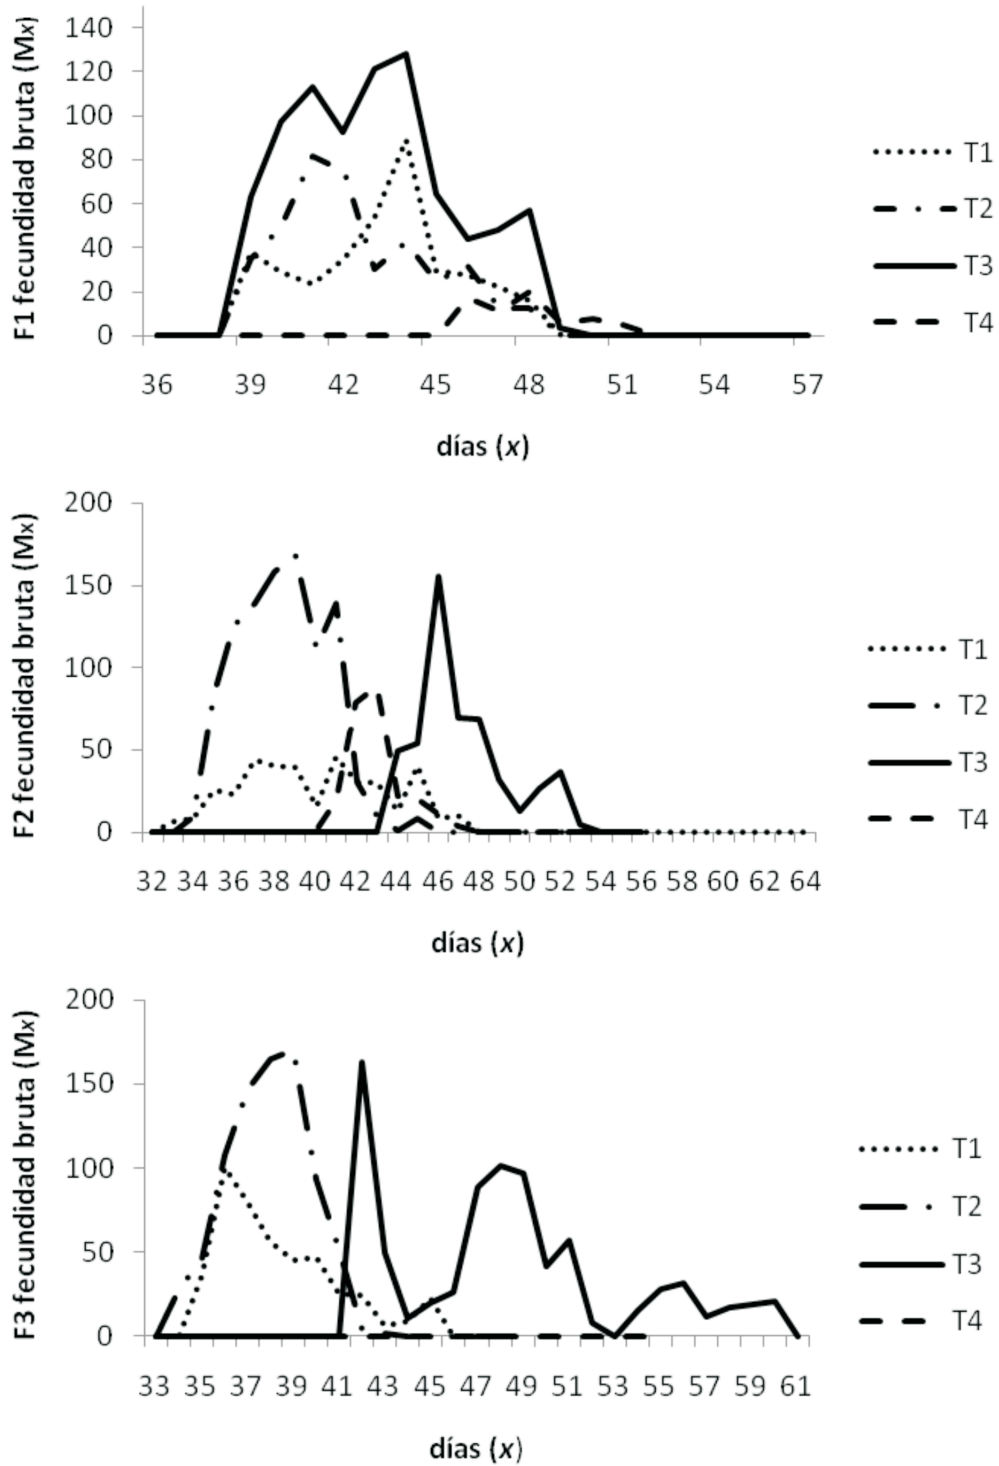 F1 fecundidad bruta (Mx)
140
120
100
80
60
40
20
0
36 39 42 45 48 51 54 57
días (x)
T1
T2
T3
T4
F2 fecundidad bruta (Mx)
200
150
100
50
0
32 34 36 38 40 42 44 46 48 50 52 54 56 58 60 62 64
días (x)
T1
T2
T3
T4
F3 fecundidad bruta (Mx)
200
150
100
50
0
33 35 37 39 41 43 45 47 49 51 53 55 57 59 61
días (x)
T1
T2
T3
T4